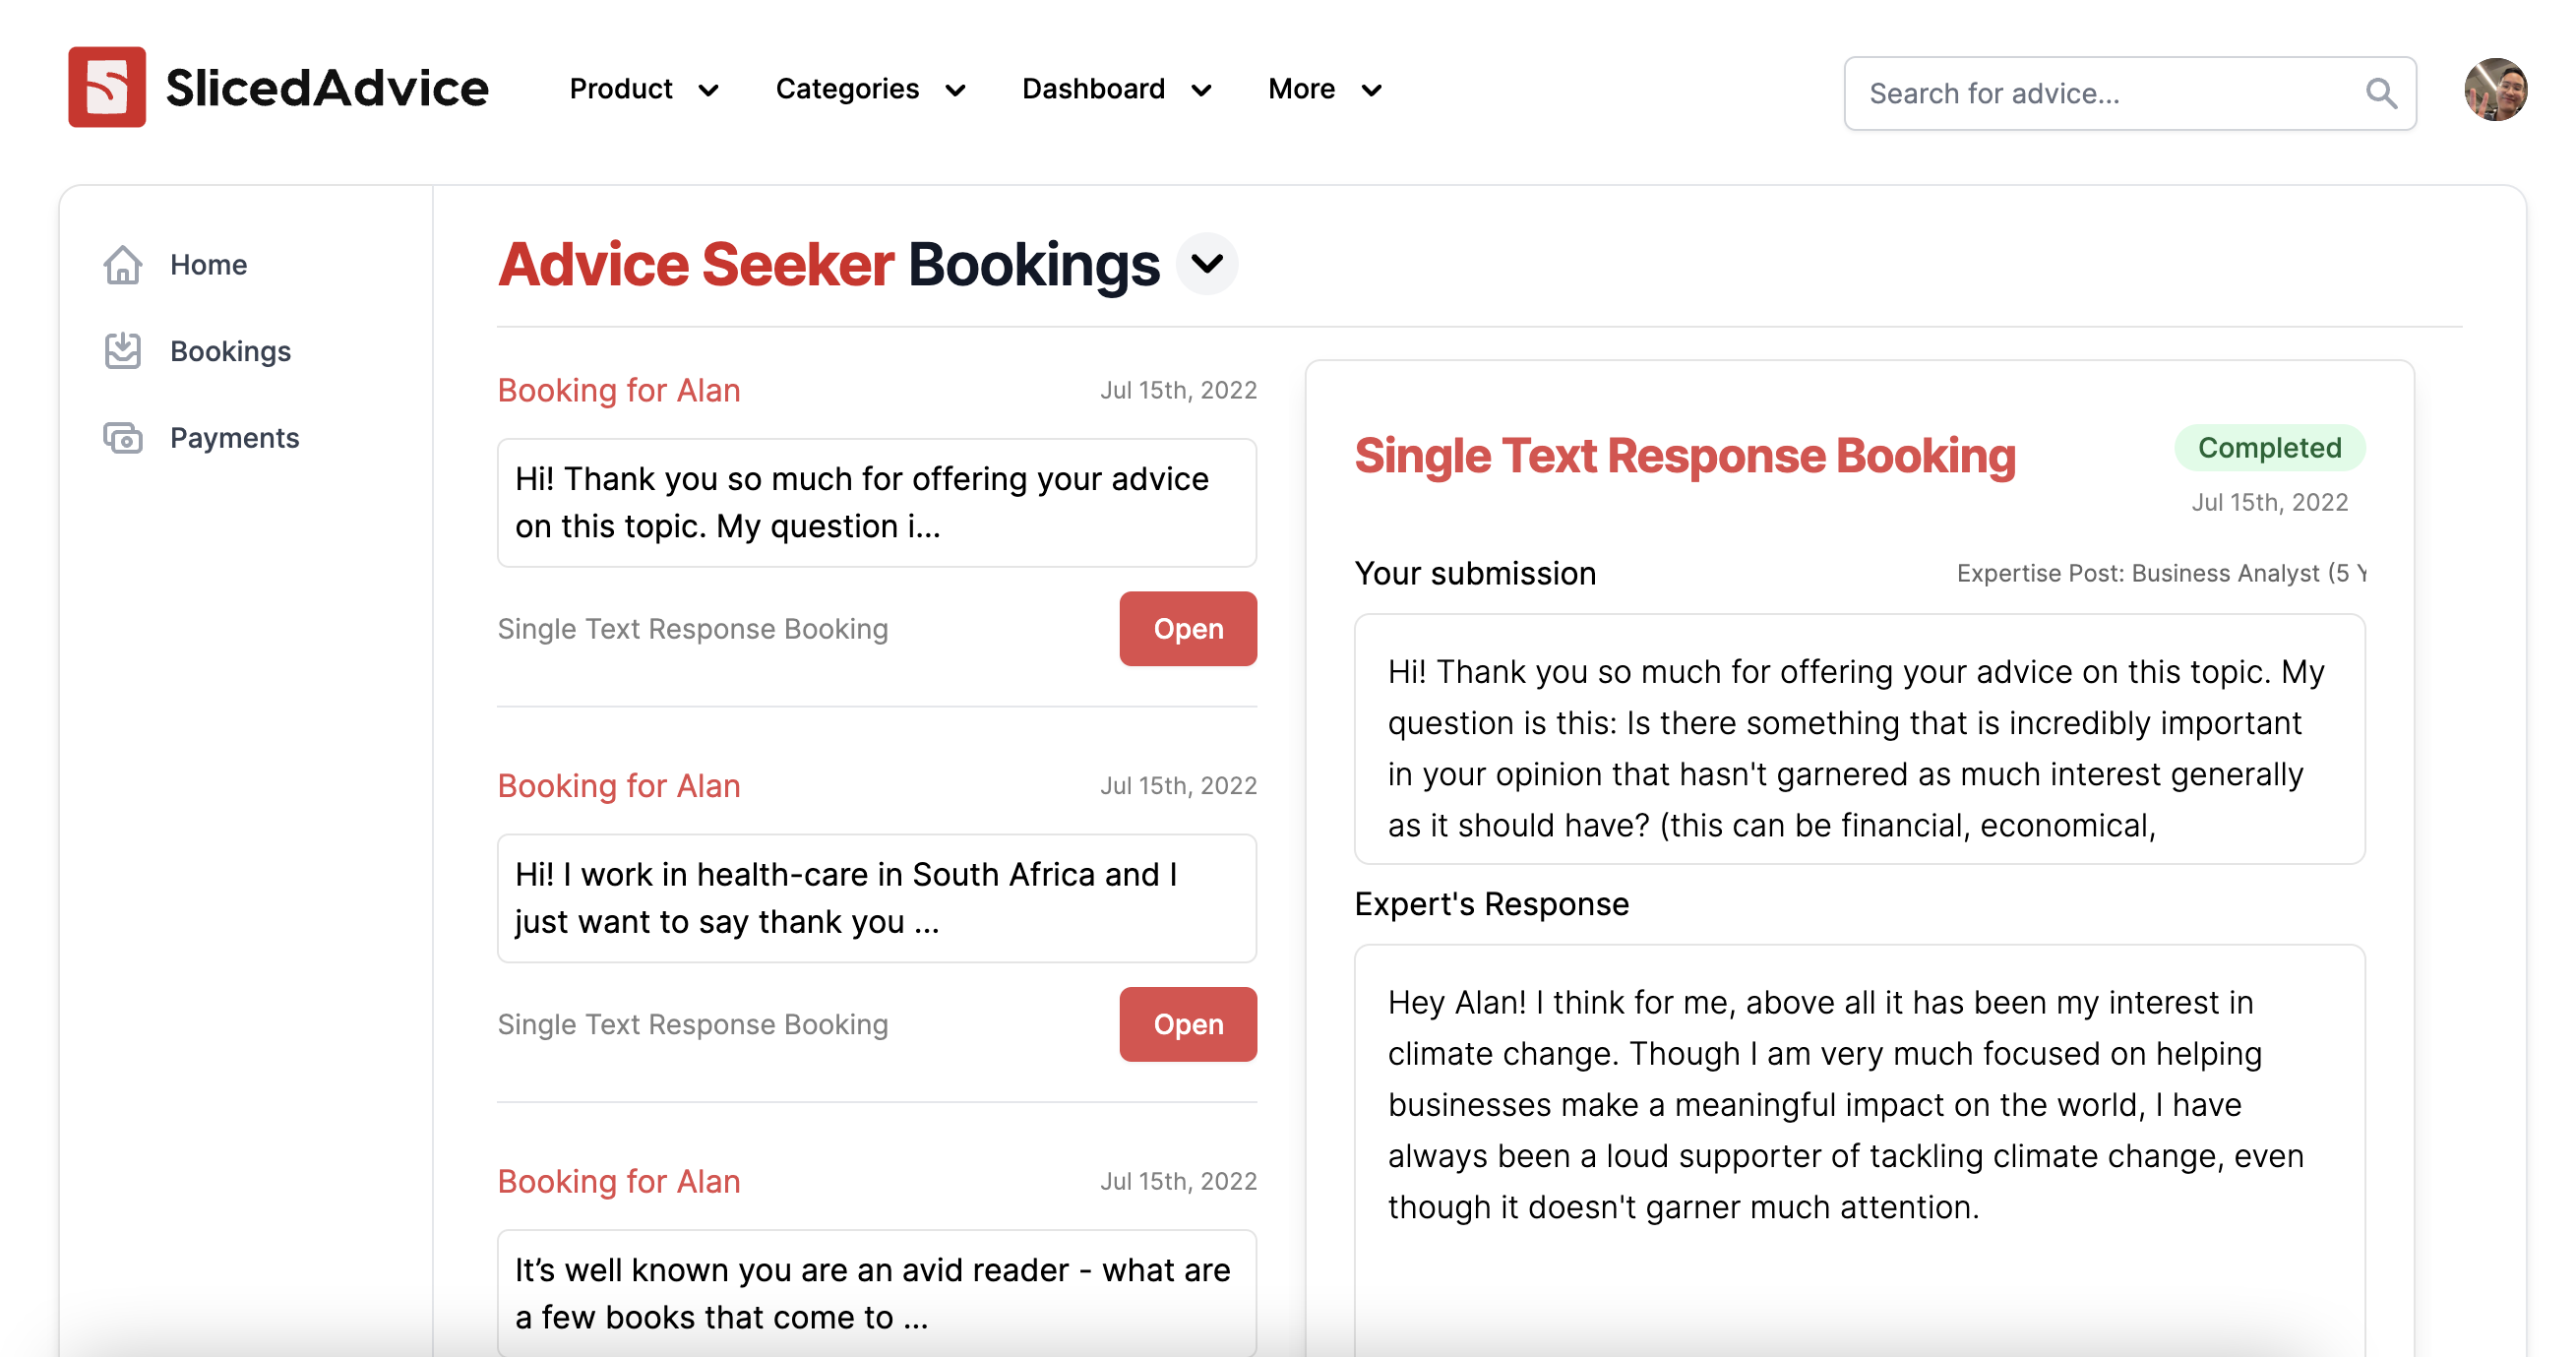 SlicedAdvice
Product
Categories
Dashboard
More
Search for advice...
Home
Bookings
Payments
Advice Seeker Bookings
Booking for Alan
Jul 15th, 2022
Hi! Thank you so much for offering your advice
on this topic. My question i...
Single Text Response Booking
Open
Booking for Alan
Jul 15th, 2022
Hi! I work in health-care in South Africa and I
just want to say thank you ...
Single Text Response Booking
Open
Booking for Alan
Jul 15th, 2022
It’s well known you are an avid reader - what are
a few books that come to ...
Single Text Response Booking
Completed
Jul 15th, 2022
Your submission
Expertise Post: Business Analyst (5 Y
Hi! Thank you so much for offering your advice on this topic. My
question is this: Is there something that is incredibly important
in your opinion that hasn't garnered as much interest generally
as it should have? (this can be financial, economical,
Expert's Response
Hey Alan! I think for me, above all it has been my interest in
climate change. Though I am very much focused on helping
businesses make a meaningful impact on the world, I have
always been a loud supporter of tackling climate change, even
though it doesn't garner much attention.